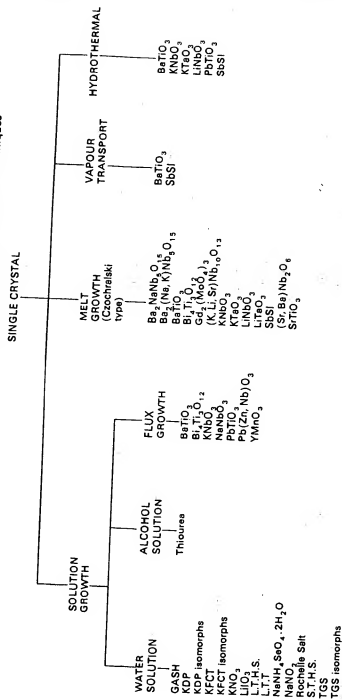 SINGLE CRYSTAL
SOLUTION
GROWTH
MELT
GROWTH
(Czochralski
type)
VAPOUR
TRANSPORT
HYDROTHERMAL
WATER
SOLUTION
ALCOHOL
SOLUTION
FLUX
GROWTH
GASH
KDP
KDP isomorphs
KFCT
KFCT isomorphs
KNO₃
LiIO₃
L.T.H.S.
L.T.T
NaNH₄SeO₄.2H₂O
NaNO₂
Rochelle Salt
S.T.H.S.
TGS
TGS isomorphs
Thiourea
BaTiO₃
Bi₄Ti₃O₁₂
KNbO₃
NaNbO₃
PbTiO₃
Pb(Zn, Nb)O₃
YMnO₃
Ba₂NaNb₅O₁₅
Ba₂(Na,K)Nb₅O₁₅
BaTiO₃
Bi₄Ti₃O₁₂
Gd₂(MoO₄)₃
(K, Li, Sr)Nb₁₀O₁₃
KNbO₃
KTaO₃
LiNbO₃
LiTaO₃
SbSI
(Sr, Ba)Nb₂O₆
SrTiO₃
BaTiO₃
SbSI
BaTiO₃
KNbO₃
KTaO₃
LiNbO₃
PbTiO₃
SbSI